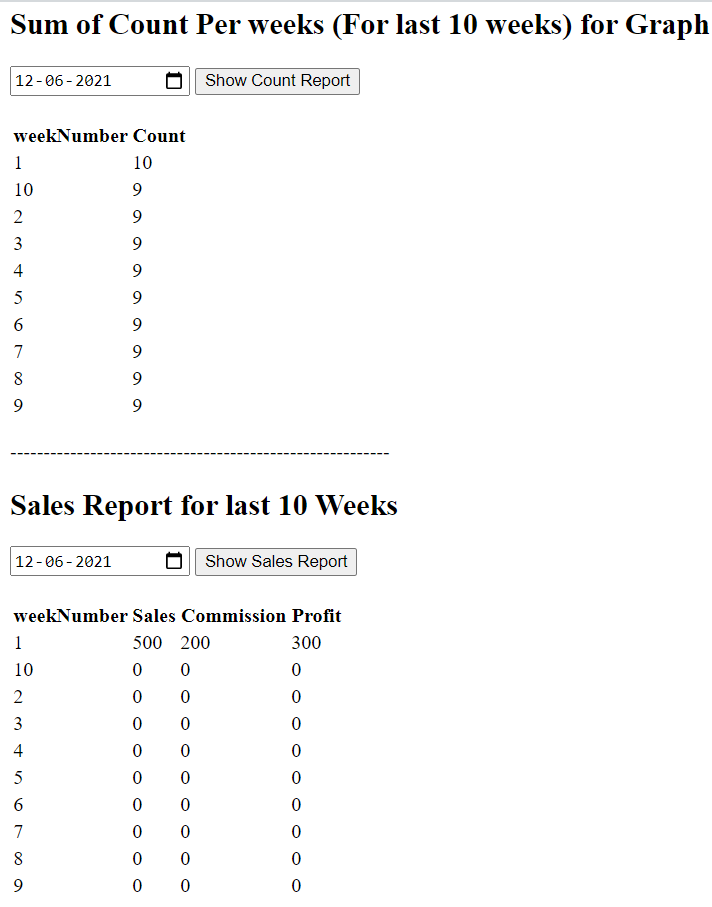 Sum of Count Per weeks (For last 10 weeks) for Graph
12-06-2021 Show Count Report
weekNumber Count
1 10
10 9
2 9
3 9
4 9
5 9
6 9
7 9
8 9
9 9
---------------------------------------------------------
Sales Report for last 10 Weeks
12-06-2021 Show Sales Report
weekNumber Sales Commission Profit
1 500 200 300
10 0 0 0
2 0 0 0
3 0 0 0
4 0 0 0
5 0 0 0
6 0 0 0
7 0 0 0
8 0 0 0
9 0 0 0